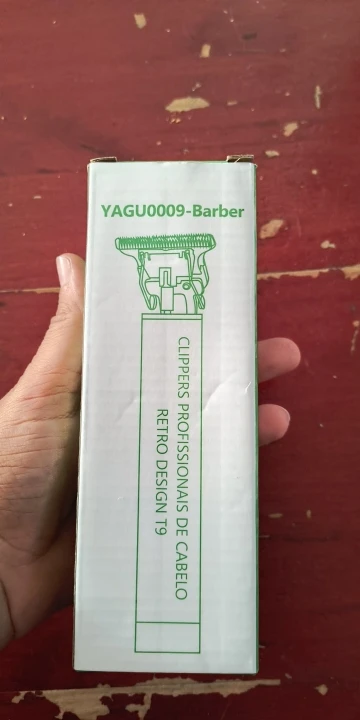 YAGU0009-Barber
CLIPPERS PROFISSIONAIS DE CABELO
RETRO DESIGN T9